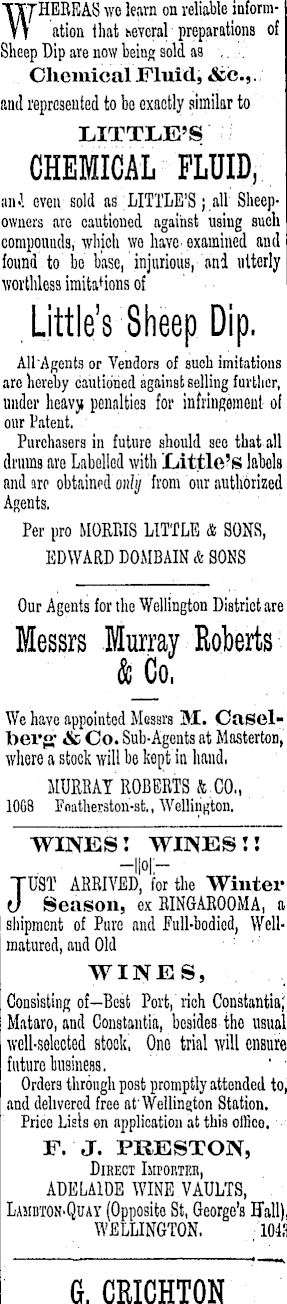 WHEREAS we learn on reliable inform-
ation that several preparations of
Sheep Dip are now being sold as
Chemical Fluid, &c.,
and represented to be exactly similar to
LITTLE'S
CHEMICAL FLUID,
and even sold as LITTLE'S; all Sheep-
owners are cautioned against using such
compounds, which we have examined and
found to be base, injurious, and utterly
worthless imitations of
Little's Sheep Dip.
All Agents or Vendors of such imitations
are hereby cautioned against selling further,
under heavy penalties for infringement of
our Patent.
Purchasers in future should see that all
drums are Labelled with Little's labels
and are obtained only from our authorized
Agents.
Per pro MORRIS LITTLE & SONS,
EDWARD DOMBAIN & SONS
Our Agents for the Wellington District are
Messrs Murray Roberts
& Co.
We have appointed Messrs M. Casel-
berg & Co. Sub-Agents at Masterton,
where a stock will be kept in hand.
MURRAY ROBERTS & CO.,
1068 Featherston-st., Wellington.
WINES! WINES!!
—||o|—
JUST ARRIVED, for the Winter
Season, ex RINGAROOMA, a
shipment of Pure and Full-bodied, Well-
matured, and Old
WINES,
Consisting of—Best Port, rich Constantia,
Mataro, and Constantia, besides the usual
well-selected stock. One trial will ensure
future business.
Orders through post promptly attended to,
and delivered free at Wellington Station.
Price Lists on application at this office.
F. J. PRESTON,
DIRECT IMPORTER,
ADELAIDE WINE VAULTS,
LAMBTON-QUAY (Opposite St, George's Hall),
WELLINGTON. 1043
G. CRICHTON